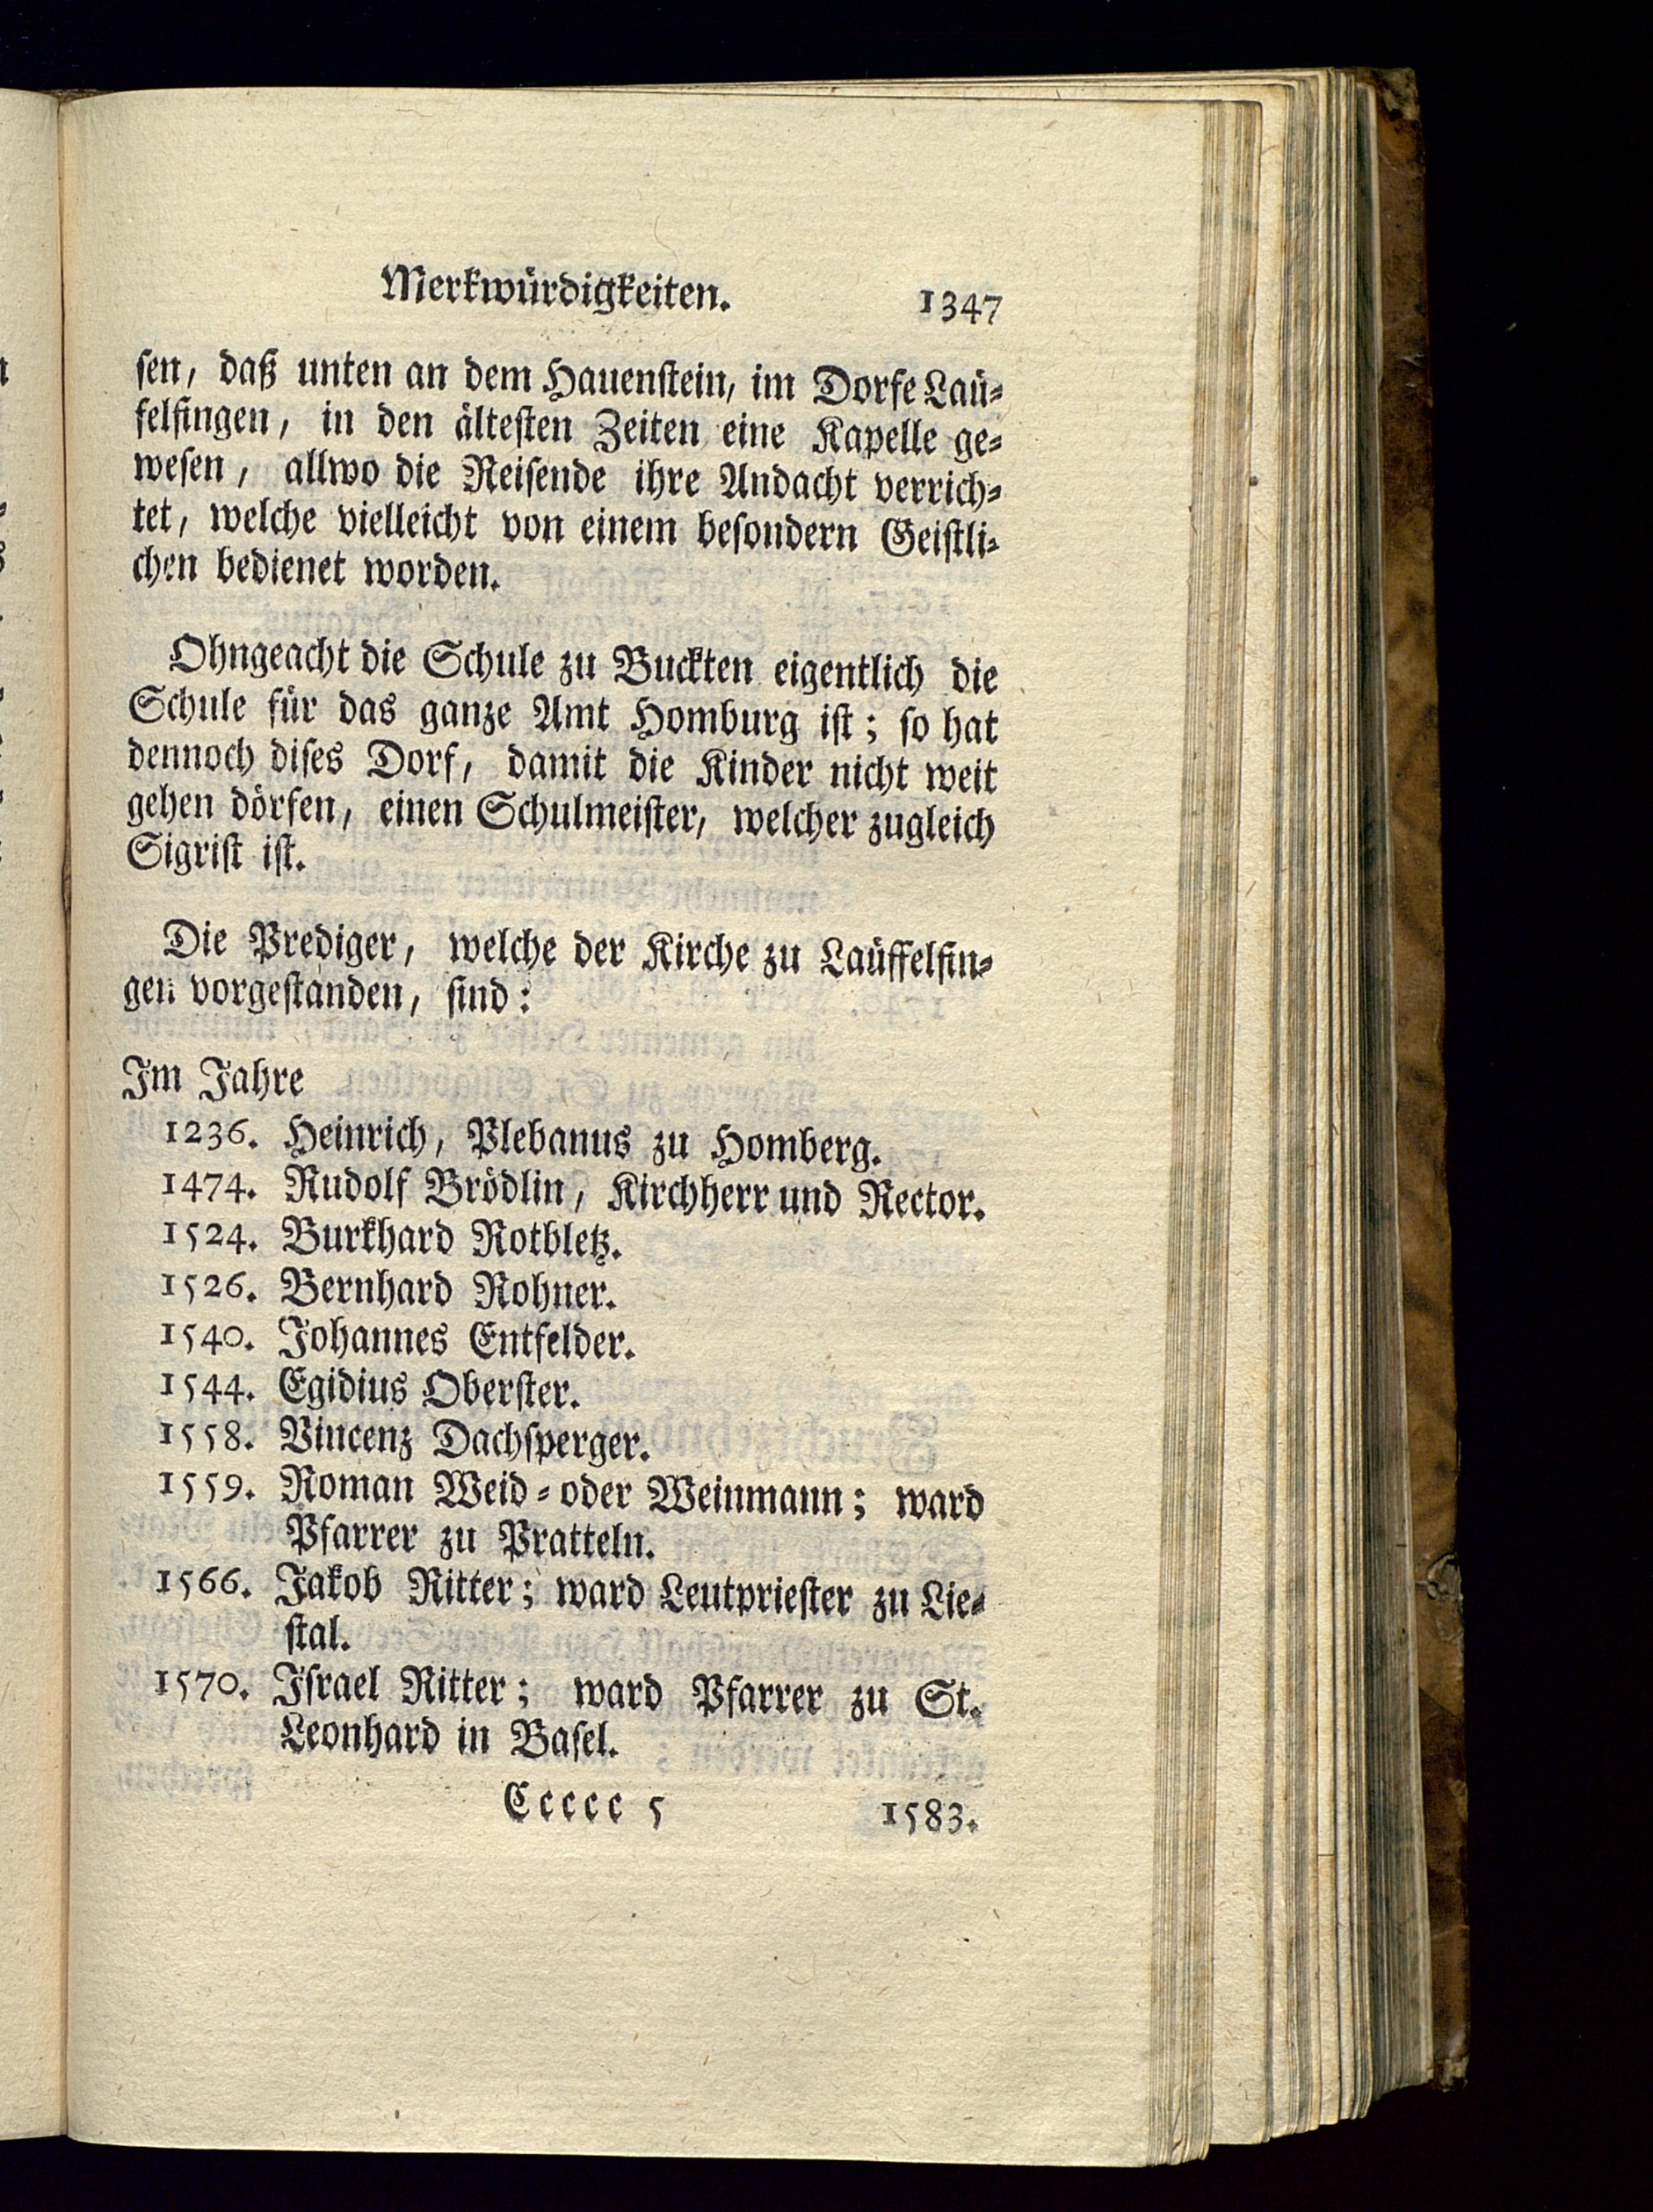 Merkwürdigkeiten. 1347
sen, daß unten an dem Hauenstein, im Dorfe Laü-
felfingen, in den ältesten Zeiten eine Kapelle ge-
wesen, allwo die Reisende ihre Andacht verrich-
tet, welche vielleicht von einem besondern Geistli-
chen bedienet worden.
Ohngeacht die Schule zu Buckten eigentlich die
Schule für das ganze Amt Homburg ist; so hat
dennoch dises Dorf, damit die Kinder nicht weit
gehen dörfen, einen Schulmeister, welcher zugleich
Sigrist ist.
Die Prediger, welche der Kirche zu Laüffelfin-
gen vorgestanden, sind:
Im Jahre
1236. Heinrich, Plebanus zu Homberg.
1474. Rudolf Brödlin, Kirchherr und Rector.
1524. Burkhard Rotbletz.
1526. Bernhard Rohner.
1540. Johannes Entfelder.
1544. Egidius Oberster.
1558. Vincenz Dachsperger.
1559. Roman Weid- oder Weinmann; ward
Pfarrer zu Pratteln.
1566. Jakob Ritter; ward Leutpriester zu Lie-
stal.
1570. Israel Ritter; ward Pfarrer zu St.
Leonhard in Basel.
Ccccc 5 1583.